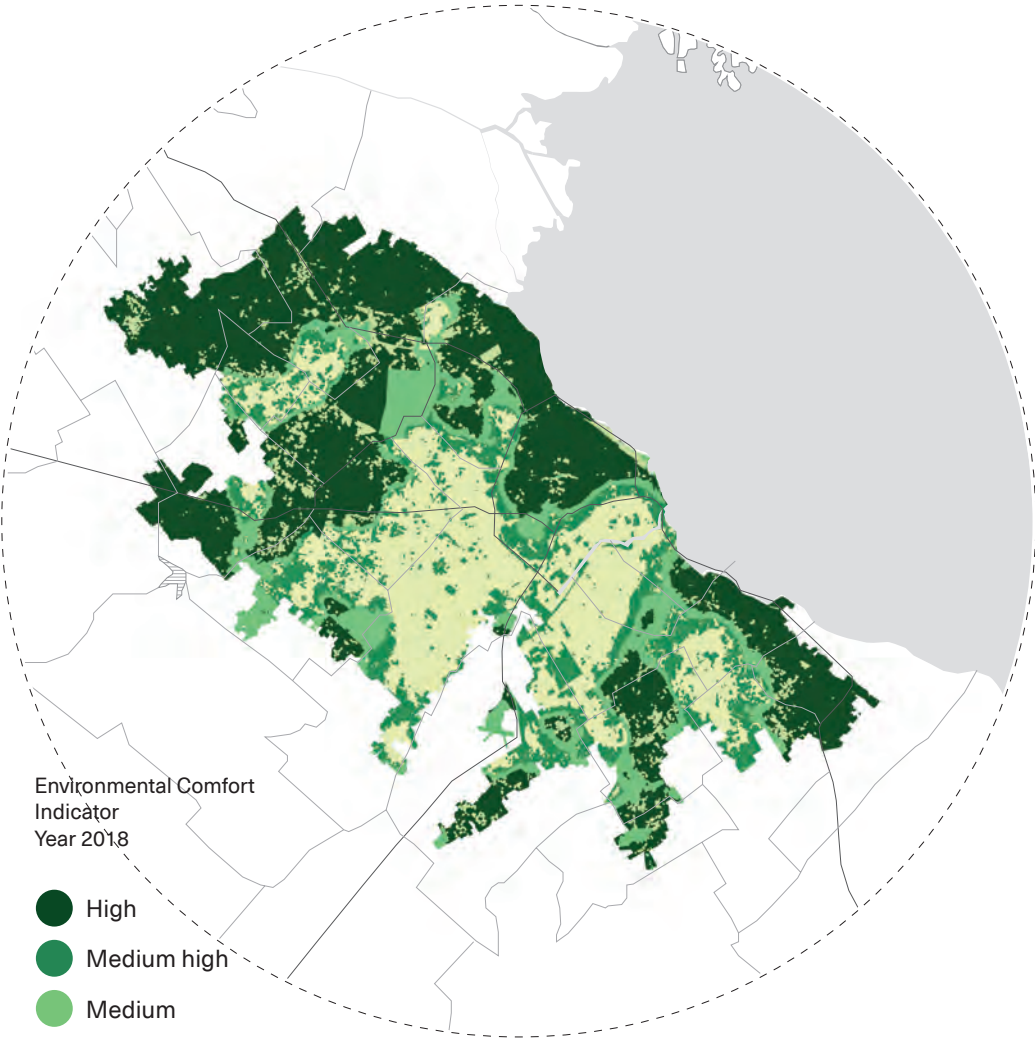 Environmental Comfort
Indicator
Year 2018
High
Medium high
Medium